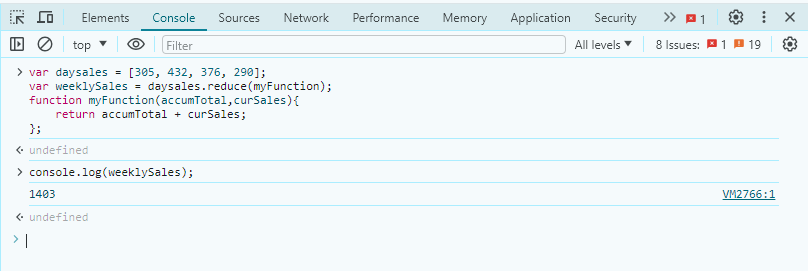 Elements Console Sources Network Performance Memory Application Security 1
top Filter All levels 8 Issues: 1 19
var daysales = [305, 432, 376, 290];
var weeklySales = daysales.reduce(myFunction);
function myFunction(accumTotal,curSales){
    return accumTotal + curSales;
};
undefined
console.log(weeklySales);
1403 VM2766:1
undefined